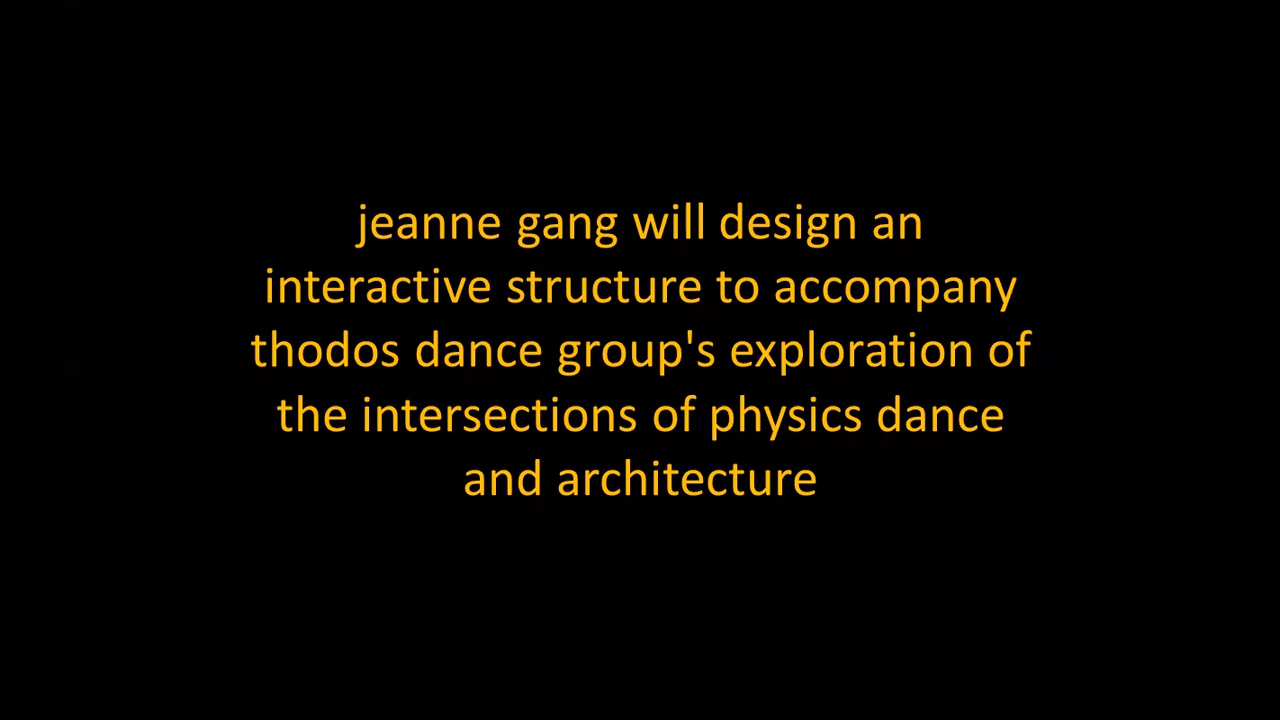 jeanne gang will design an
interactive structure to accompany
thodos dance group's exploration of
the intersections of physics dance
and architecture